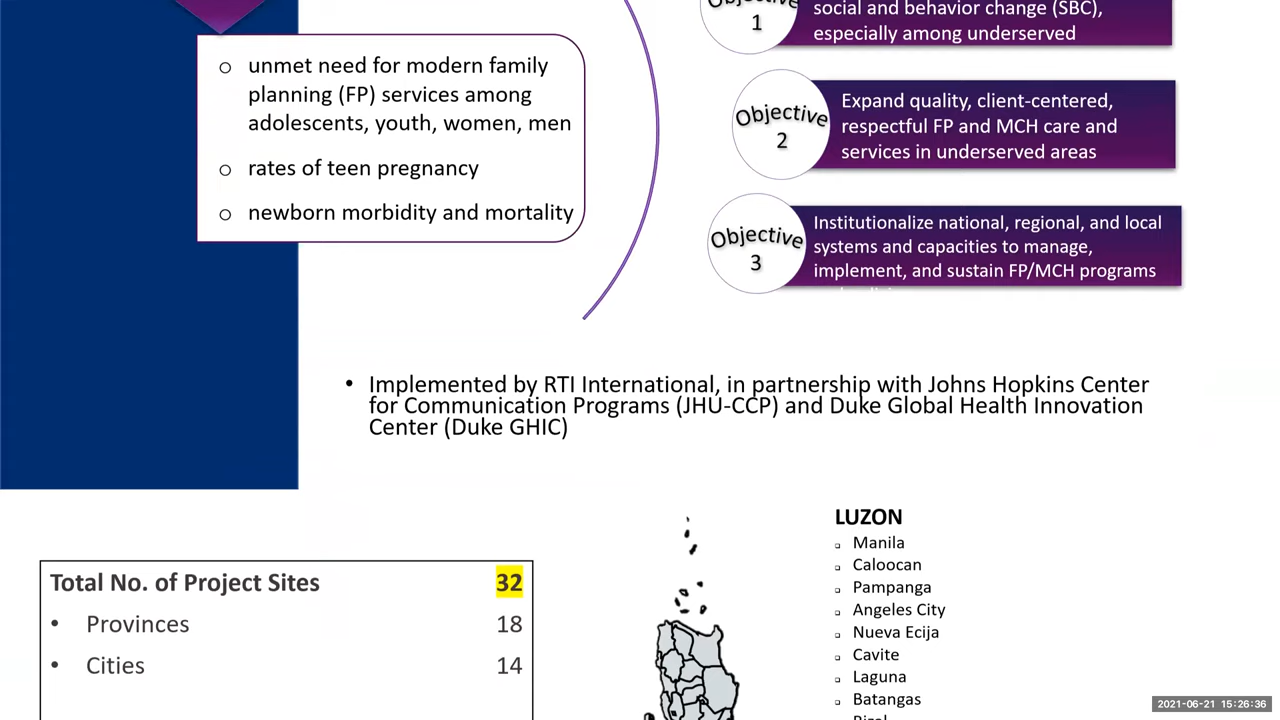 unmet need for modern family
planning (FP) services among
adolescents, youth, women, men
rates of teen pregnancy
newborn morbidity and mortality
Objective
1
social and behavior change (SBC),
especially among underserved
Objective
2
Expand quality, client-centered,
respectful FP and MCH care and
services in underserved areas
Objective
3
Institutionalize national, regional, and local
systems and capacities to manage,
implement, and sustain FP/MCH programs
• Implemented by RTI International, in partnership with Johns Hopkins Center
for Communication Programs (JHU-CCP) and Duke Global Health Innovation
Center (Duke GHIC)
Total No. of Project Sites 32
• Provinces 18
• Cities 14
LUZON
Manila
Caloocan
Pampanga
Angeles City
Nueva Ecija
Cavite
Laguna
Batangas
2021-06-21 15:26:36